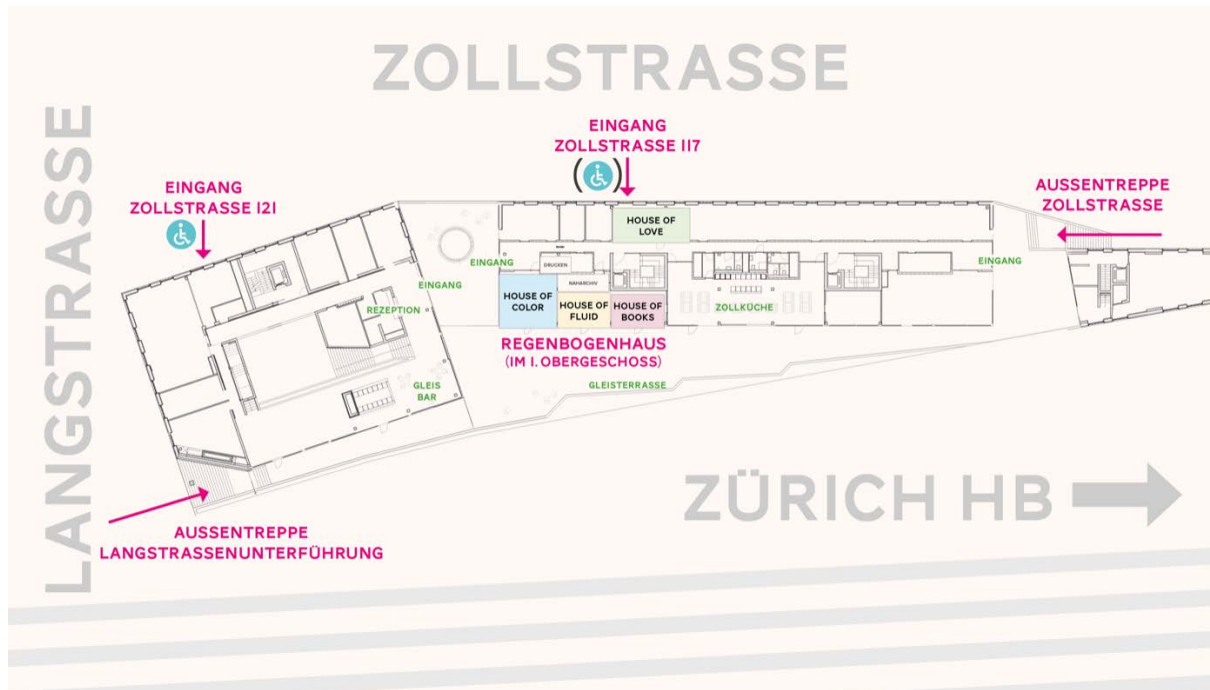 ZOLLSTRASSE
LANGSTRASSE
EINGANG
ZOLLSTRASSE 117
EINGANG
ZOLLSTRASSE 121
AUSSENTREPPE
ZOLLSTRASSE
HOUSE OF
LOVE
EINGANG
DRUCKEN
EINGANG
EINGANG
NAHARCHIV
REZEPTION
HOUSE OF
COLOR
HOUSE OF
FLUID
HOUSE OF
BOOKS
ZOLLKÜCHE
REGENBOGENHAUS
(IM 1. OBERGESCHOSS)
GLEIS
BAR
GLEISTERRASSE
ZÜRICH HB
AUSSENTREPPE
LANGSTRASSENUNTERFÜHRUNG